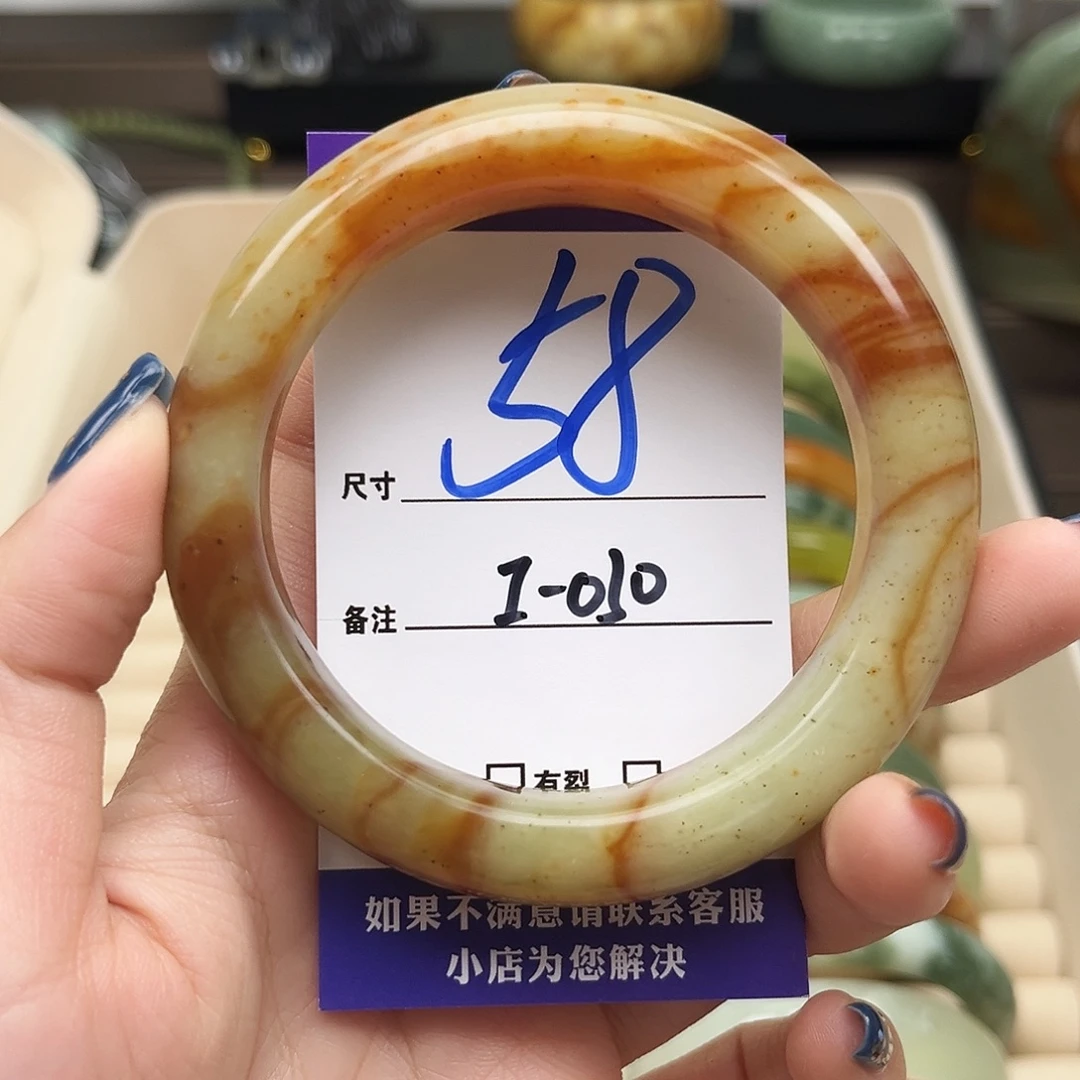 58
尺寸
I-010
备注
□有裂 □
如果不满意请联系客服
小店为您解决